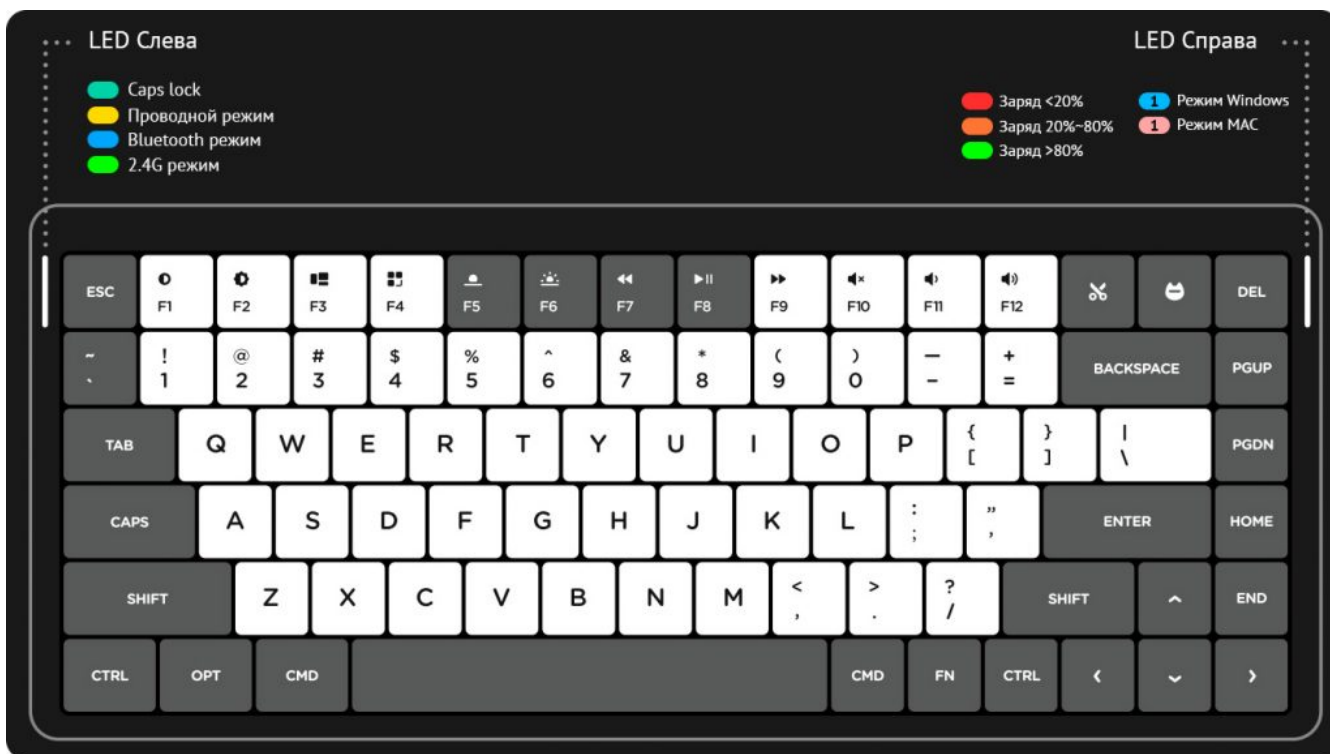 LED Слева
LED Справа
Caps lock
Проводной режим
Bluetooth режим
2.4G режим
Заряд <20%
Заряд 20%~80%
Заряд >80%
1 Режим Windows
1 Режим MAC
ESC F1 F2 F3 F4 F5 F6 F7 F8 F9 F10 F11 F12 DEL
~ ! @ # $ % ^ & * ( ) — +
` 1 2 3 4 5 6 7 8 9 0 - = BACKSPACE PGUP
TAB Q W E R T Y U I O P { [ } ] | \ PGDN
CAPS A S D F G H J K L : ; ” , ENTER HOME
SHIFT Z X C V B N M < , > . ? / SHIFT ^ END
CTRL OPT CMD CMD FN CTRL < ⌄ >